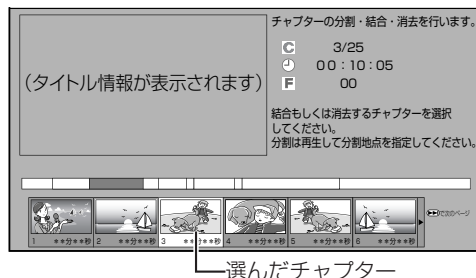 チャプターの分割・結合・消去を行います。
(タイトル情報が表示されます)
C 3/25
00：10：05
F 00
結合もしくは消去するチャプターを選択
してください。
分割は再生して分割地点を指定してください。
1 **分**秒 2 **分**秒 3 **分**秒 4 **分**秒 5 **分**秒 6 **分**秒
で次のページ
選んだチャプター